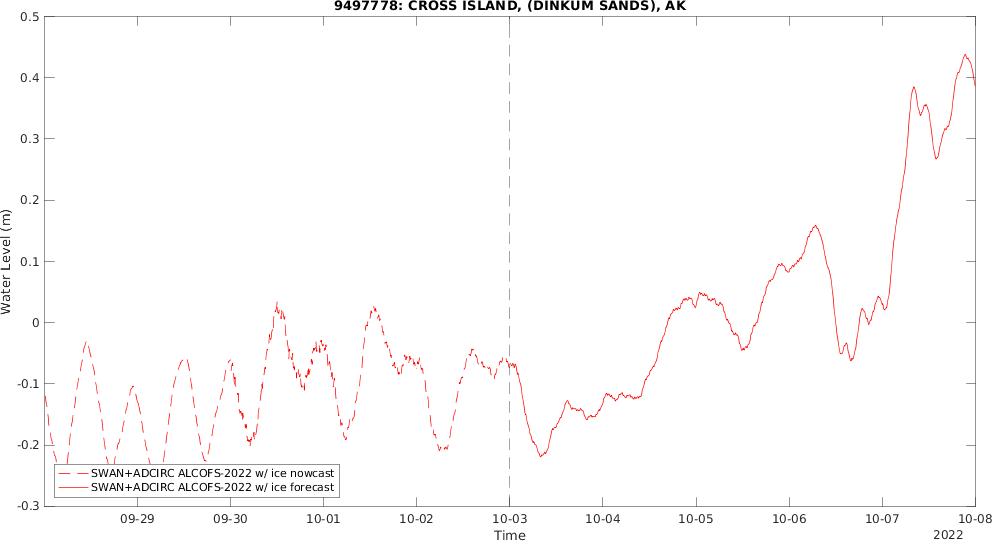 9497778: CROSS ISLAND, (DINKUM SANDS), AK
0.5
0.4
0.3
0.2
0.1
0
-0.1
-0.2
-0.3
Water Level (m)
SWAN+ADCIRC ALCOFS-2022 w/ ice nowcast
SWAN+ADCIRC ALCOFS-2022 w/ ice forecast
09-29 09-30 10-01 10-02 10-03 10-04 10-05 10-06 10-07 10-08
Time
2022